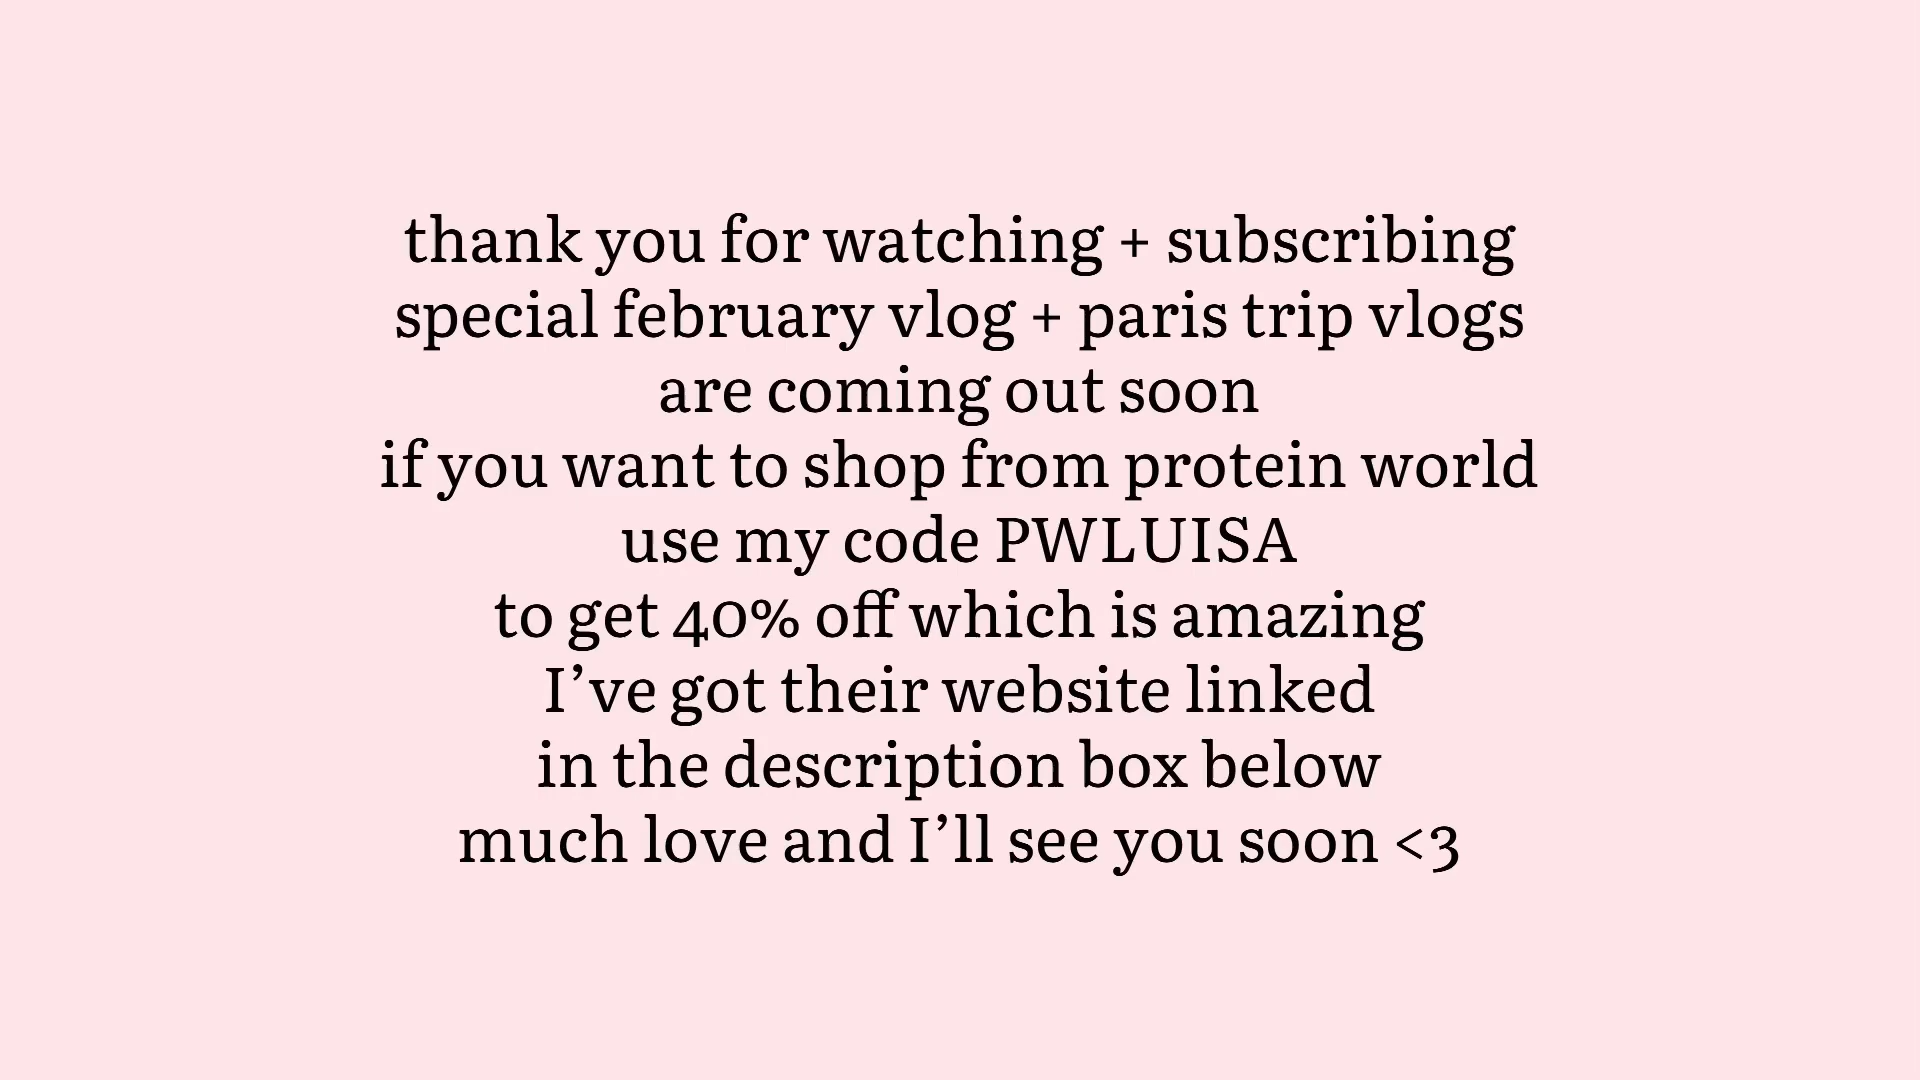 thank you for watching + subscribing
special february vlog + paris trip vlogs
are coming out soon
if you want to shop from protein world
use my code PWLUISA
to get 40% off which is amazing
I’ve got their website linked
in the description box below
much love and I’ll see you soon <3